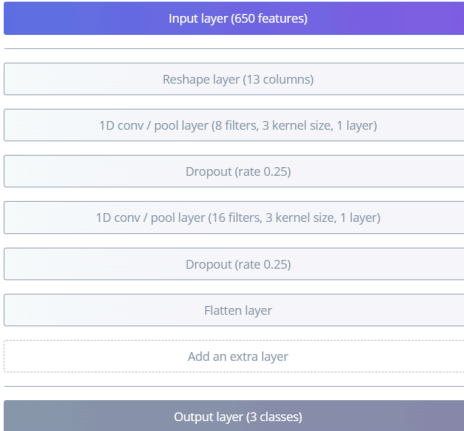 Input layer (650 features)
Reshape layer (13 columns)
1D conv / pool layer (8 filters, 3 kernel size, 1 layer)
Dropout (rate 0.25)
1D conv / pool layer (16 filters, 3 kernel size, 1 layer)
Dropout (rate 0.25)
Flatten layer
Add an extra layer
Output layer (3 classes)